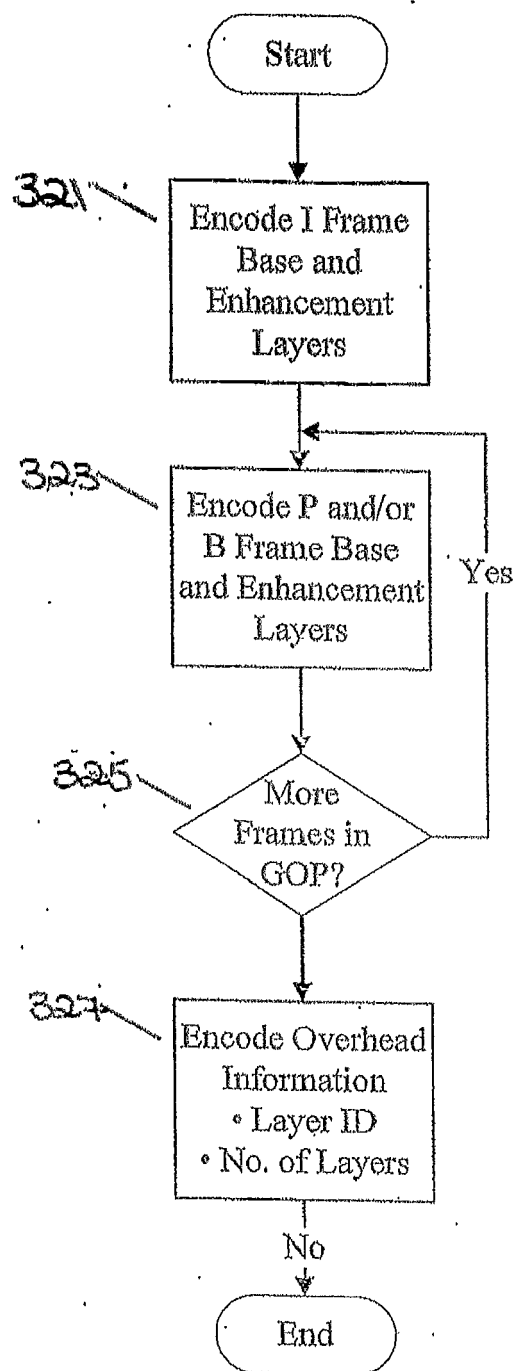 Start
321
Encode I Frame
Base and
Enhancement
Layers
323
Encode P and/or
B Frame Base
and Enhancement
Layers
Yes
325
More
Frames in
GOP?
327
Encode Overhead
Information
• Layer ID
• No. of Layers
No
End